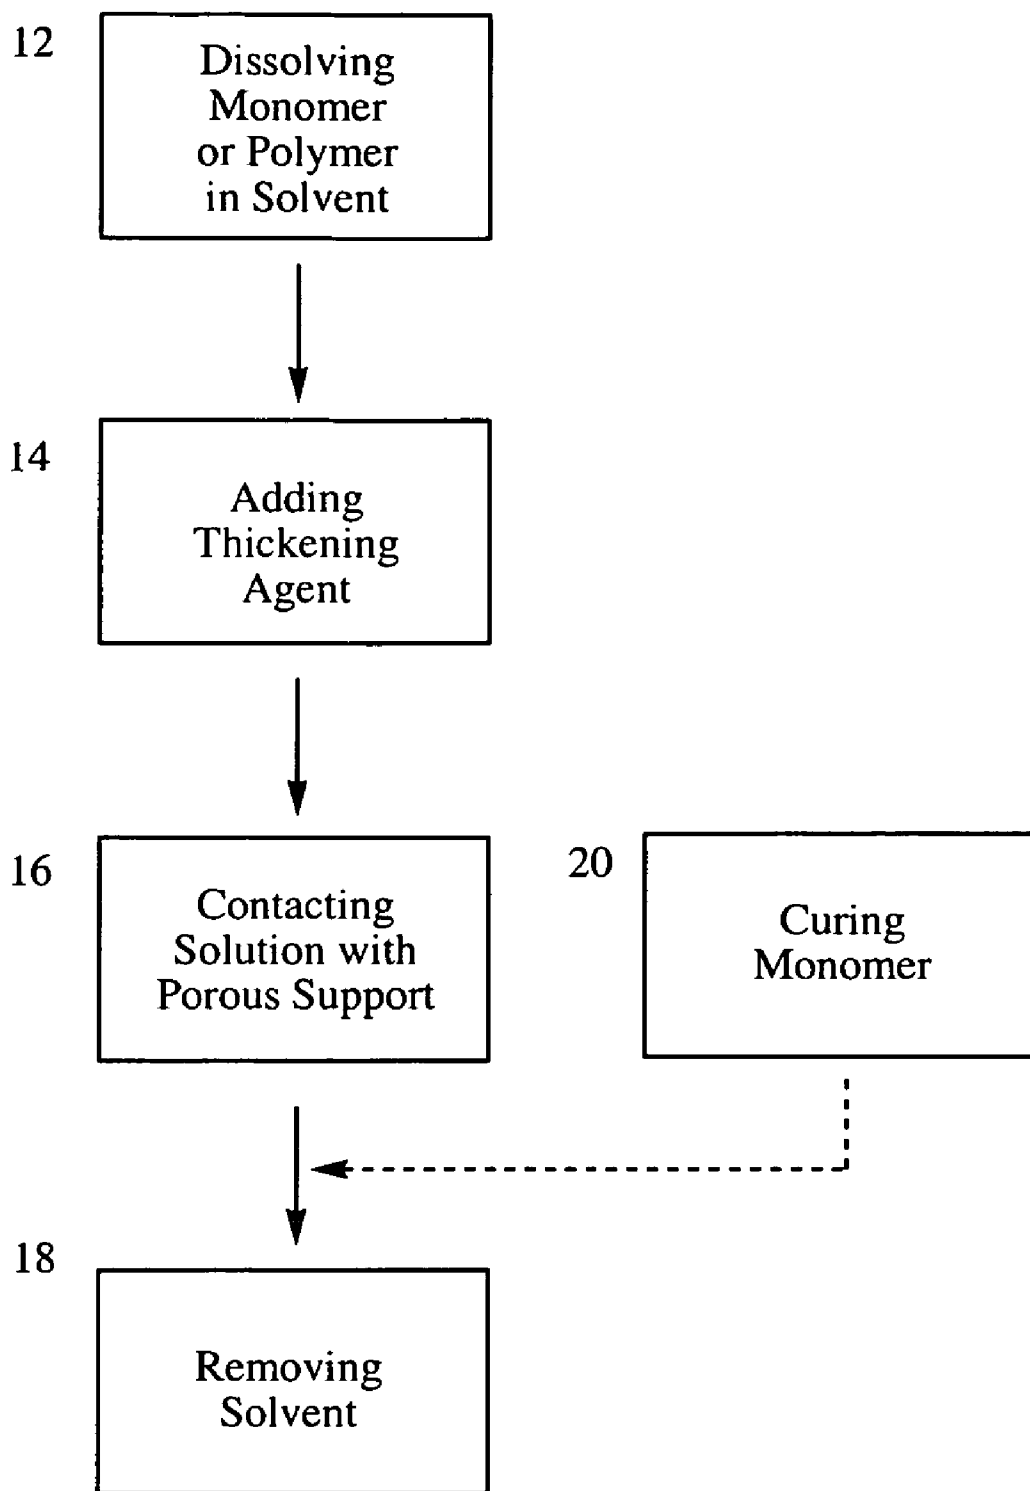 12
Dissolving
Monomer
or Polymer
in Solvent
14
Adding
Thickening
Agent
16
Contacting
Solution with
Porous Support
20
Curing
Monomer
18
Removing
Solvent